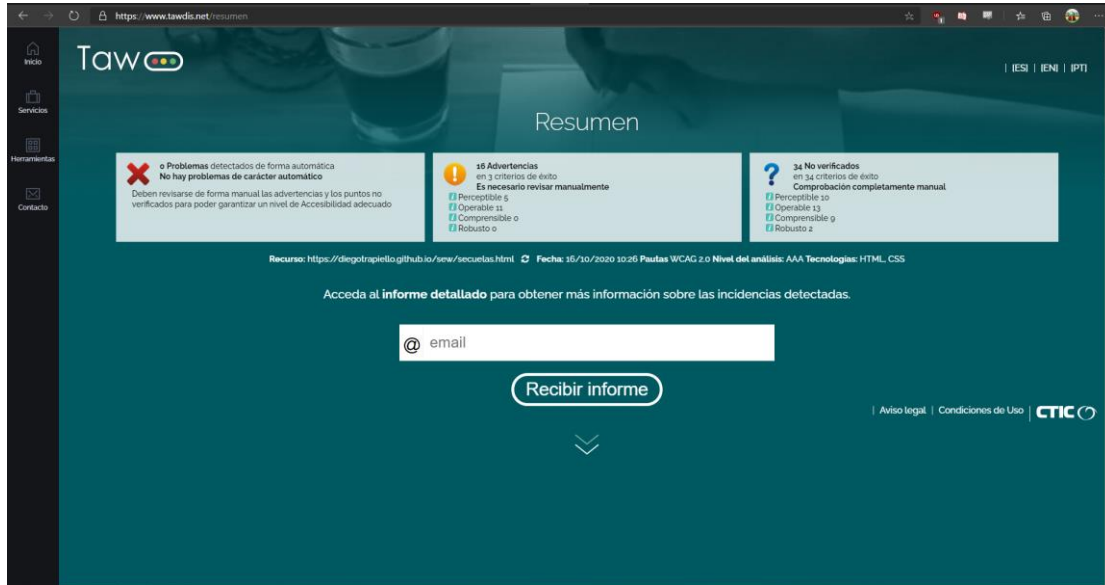 https://www.tawdis.net/resumen
Inicio
Servicios
Herramientas
Contacto
Taw
| [ES] | [EN] | [PT]
Resumen
0 Problemas detectados de forma automática
No hay problemas de carácter automático
Deben revisarse de forma manual las advertencias y los puntos no
verificados para poder garantizar un nivel de Accesibilidad adecuado
16 Advertencias
en 3 criterios de éxito
Es necesario revisar manualmente
Perceptible 5
Operable 11
Comprensible 0
Robusto 0
34 No verificados
en 34 criterios de éxito
Comprobación completamente manual
Perceptible 10
Operable 13
Comprensible 9
Robusto 2
Recurso: https://diegotrapiello.github.io/sew/secuelas.html Fecha: 16/10/2020 10:26 Pautas WCAG 2.0 Nivel del análisis: AAA Tecnologías: HTML, CSS
Acceda al informe detallado para obtener más información sobre las incidencias detectadas.
@ email
Recibir informe
| Aviso legal | Condiciones de Uso | CTIC